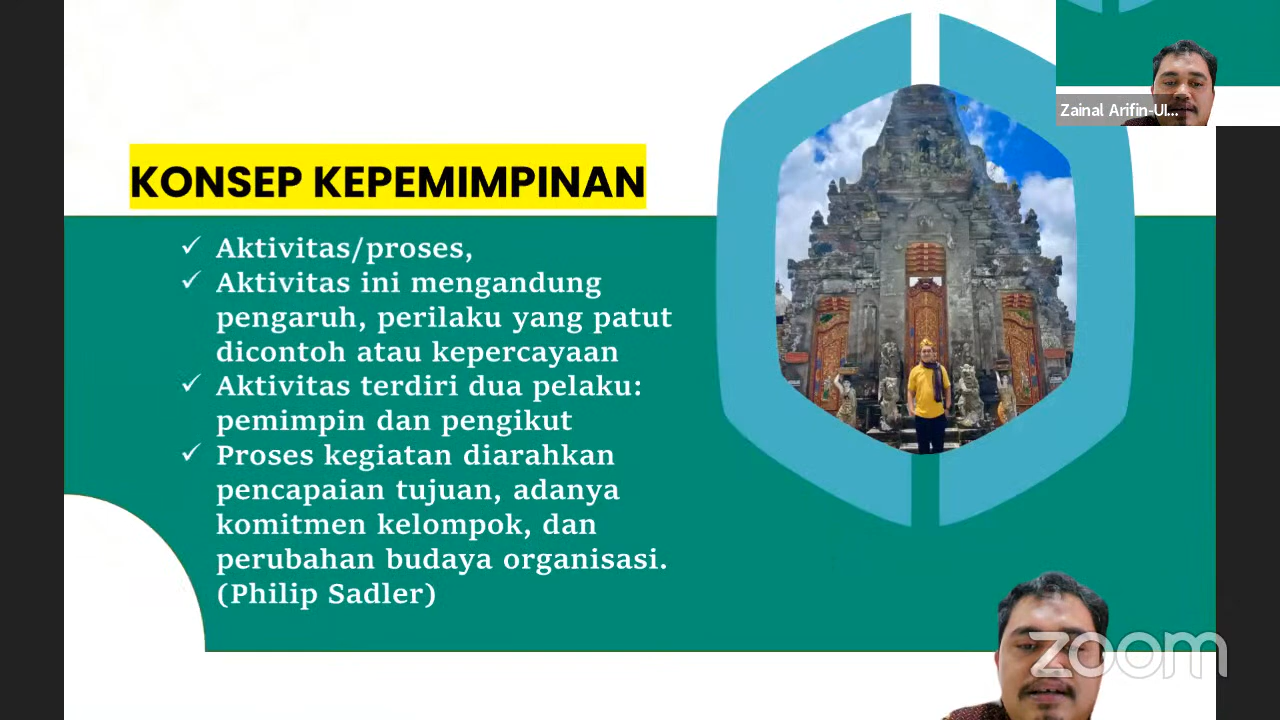 KONSEP KEPEMIMPINAN
✓ Aktivitas/proses,
✓ Aktivitas ini mengandung
pengaruh, perilaku yang patut
dicontoh atau kepercayaan
✓ Aktivitas terdiri dua pelaku:
pemimpin dan pengikut
✓ Proses kegiatan diarahkan
pencapaian tujuan, adanya
komitmen kelompok, dan
perubahan budaya organisasi.
(Philip Sadler)
Zainal Arifin-UI...
zoom